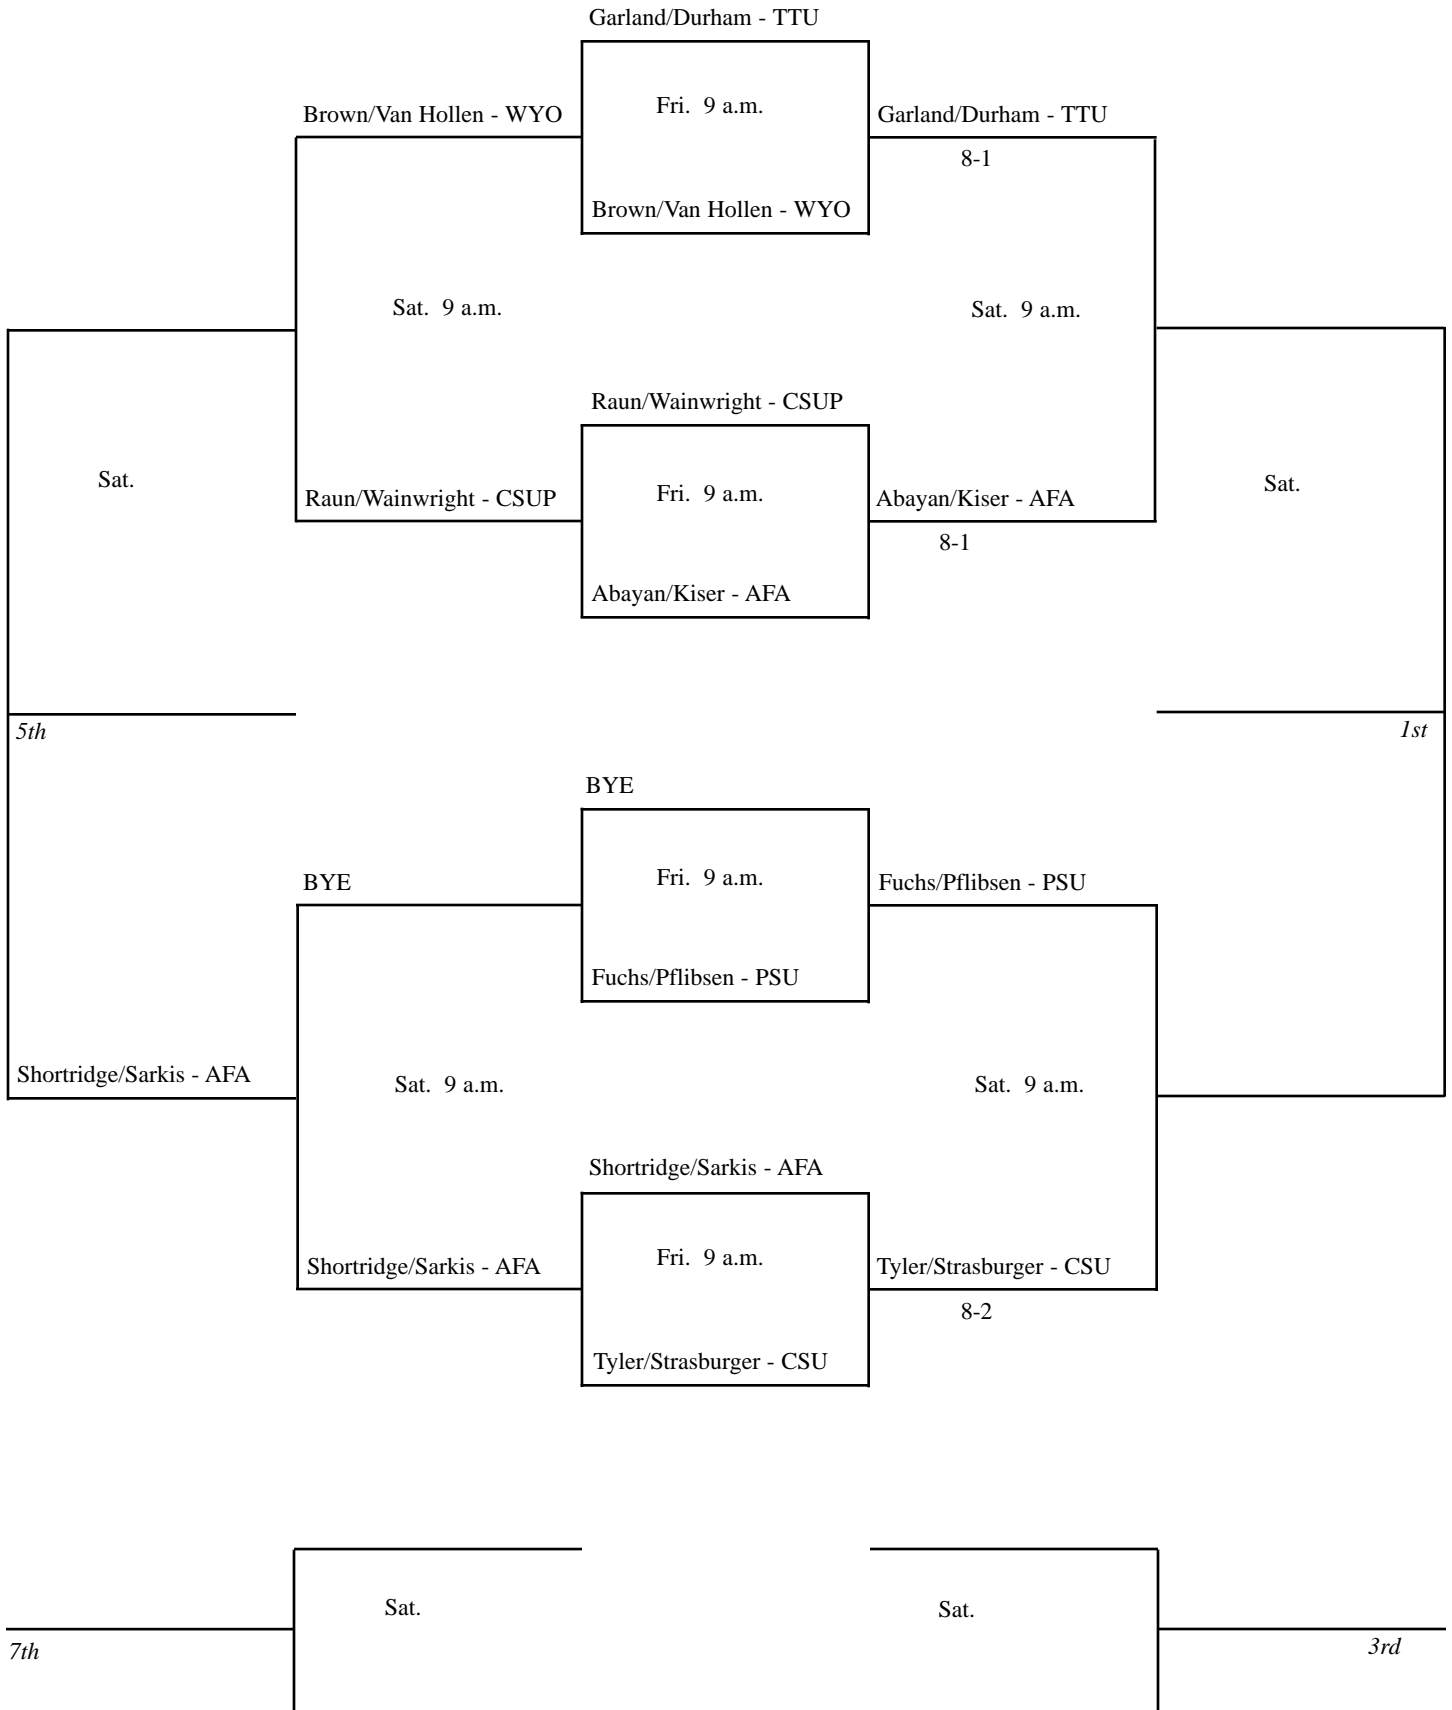 Garland/Durham - TTU
Fri. 9 a.m.
Brown/Van Hollen - WYO
Garland/Durham - TTU
8-1
Brown/Van Hollen - WYO
Sat. 9 a.m.
Sat. 9 a.m.
Raun/Wainwright - CSUP
Sat.
Sat.
Raun/Wainwright - CSUP
Fri. 9 a.m.
Abayan/Kiser - AFA
8-1
Abayan/Kiser - AFA
5th
1st
BYE
BYE
Fri. 9 a.m.
Fuchs/Pflibsen - PSU
Fuchs/Pflibsen - PSU
Shortridge/Sarkis - AFA
Sat. 9 a.m.
Sat. 9 a.m.
Shortridge/Sarkis - AFA
Shortridge/Sarkis - AFA
Fri. 9 a.m.
Tyler/Strasburger - CSU
8-2
Tyler/Strasburger - CSU
Sat.
Sat.
7th
3rd